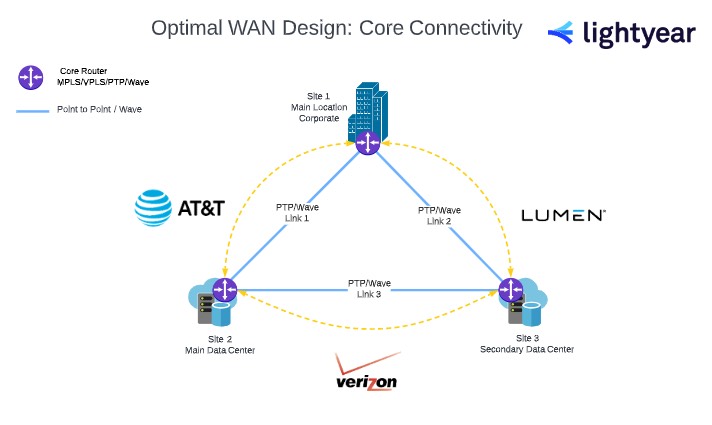 Optimal WAN Design: Core Connectivity
lightyear
Core Router
MPLS/VPLS/PTP/Wave
Point to Point / Wave
Site 1
Main Location
Corporate
AT&T
PTP/Wave
Link 1
PTP/Wave
Link 2
LUMEN®
PTP/Wave
Link 3
Site 2
Main Data Center
Site 3
Secondary Data Center
verizon